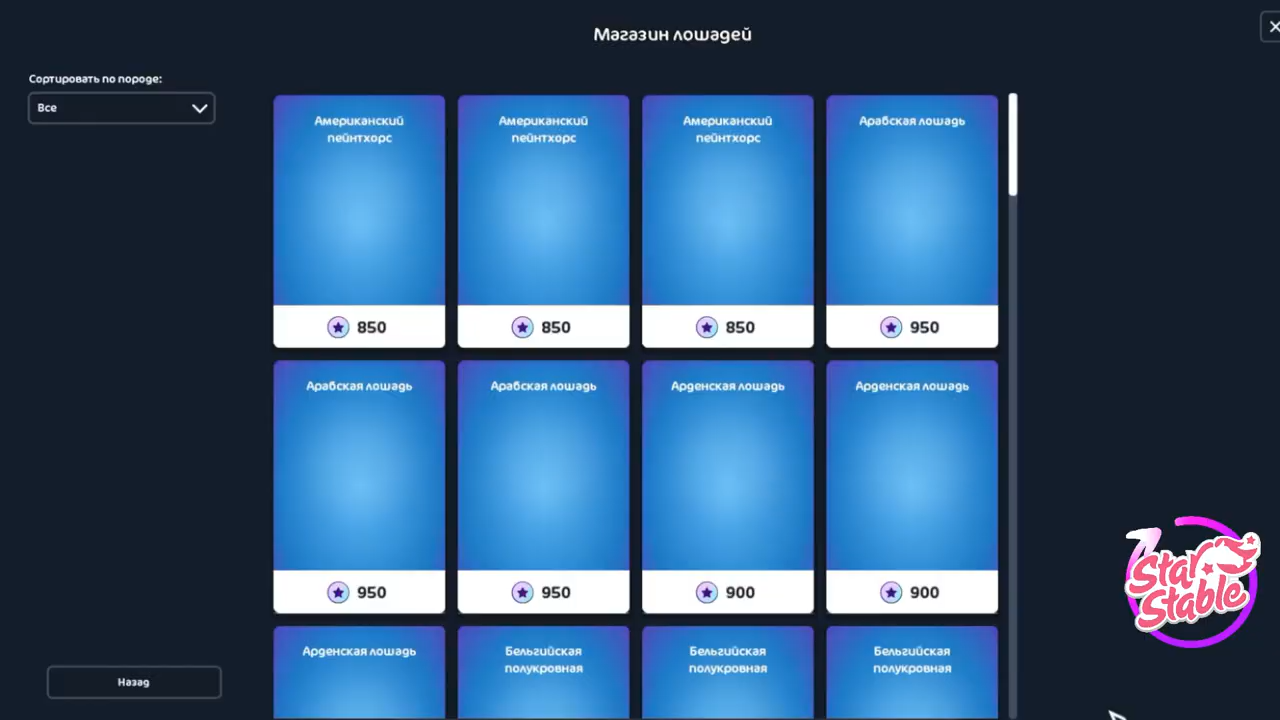 Магазин лошадей
Сортировать по породе:
Все
Американский
пейнтхорс
850
Американский
пейнтхорс
850
Американский
пейнтхорс
850
Арабская лошадь
950
Арабская лошадь
950
Арабская лошадь
950
Арденская лошадь
900
Арденская лошадь
900
Арденская лошадь
Бельгийская
полукровная
Бельгийская
полукровная
Бельгийская
полукровная
Назад
Star
Stable